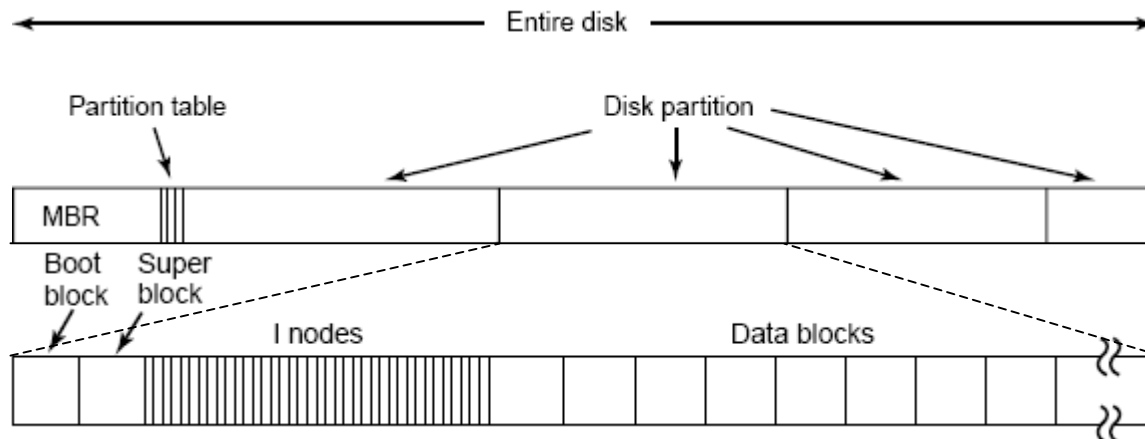 Entire disk
Partition table
Disk partition
MBR
Boot
block
Super
block
I nodes
Data blocks